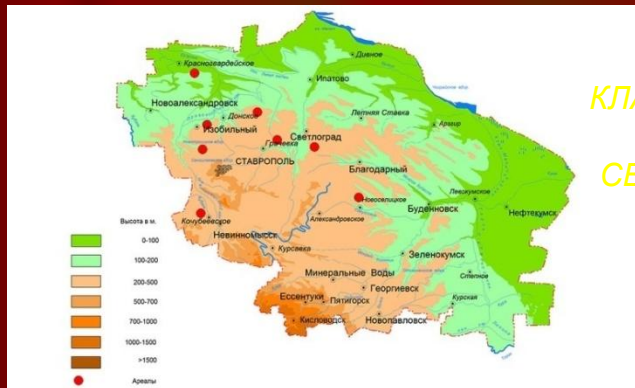 Красногвардейское
Дивное
Ипатово
Новоалександровск
Донское
Летняя Ставка
Изобильный
Светлоград
Арзгир
Грачевка
СТАВРОПОЛЬ
Благодарный
Новоселицкое
Левокумское
Кочубеевское
Александровское
Буденновск
Нефтекумск
Невинномысск
Курсавка
Зеленокумск
Минеральные Воды
Степное
Георгиевск
Ессентуки
Пятигорск
Курская
Кисловодск
Новопавловск
Высота в м.
0-100
100-200
200-500
500-700
700-1000
1000-1500
>1500
Ареалы
КЛ
СЕ